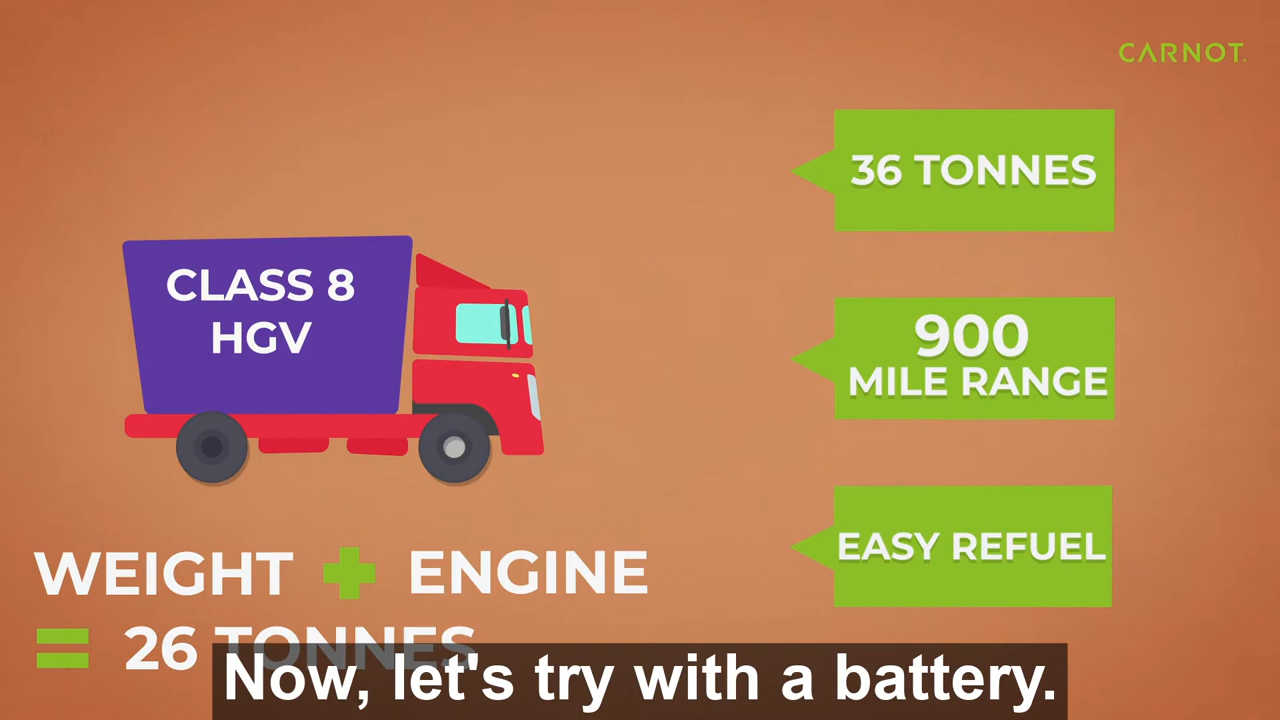 CARNOT.
36 TONNES
CLASS 8
HGV
900
MILE RANGE
EASY REFUEL
WEIGHT + ENGINE
= 26 TONNES
Now, let's try with a battery.